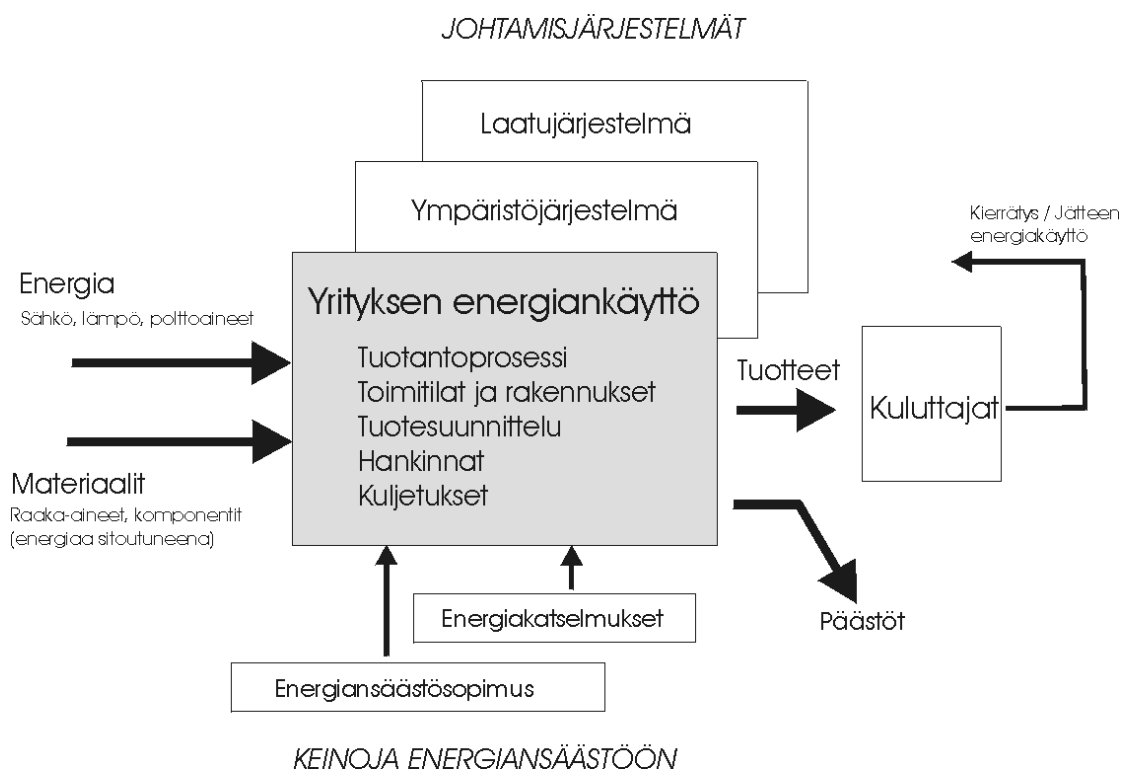 JOHTAMISJÄRJESTELMÄT
Laatujärjestelmä
Ympäristöjärjestelmä
Kierrätys / Jätteen
energiakäyttö
Energia
Sähkö, lämpö, polttoaineet
Yrityksen energiankäyttö
Tuotantoprosessi
Toimitilat ja rakennukset
Tuotesuunnittelu
Hankinnat
Kuljetukset
Tuotteet
Kuluttajat
Materiaalit
Raaka-aineet, komponentit
(energiaa sitoutuneena)
Energiakatselmukset
Päästöt
Energiansäästösopimus
KEINOJA ENERGIANSÄÄSTÖÖN